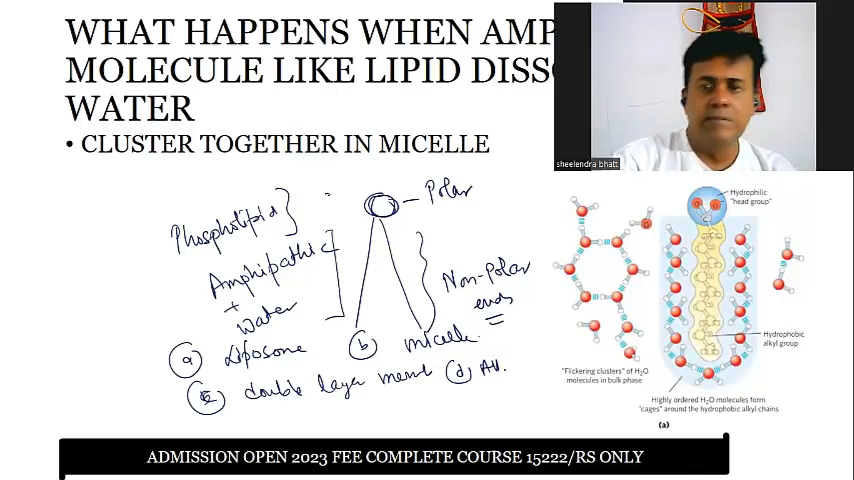 WHAT HAPPENS WHEN AMP
MOLECULE LIKE LIPID DISS
WATER
• CLUSTER TOGETHER IN MICELLE
sheelendra bhatt
Phospholipid
Polar
Amphipathic
+
water
Non-Polar
ends
(a) Liposone (b) micelle
(c) double layer memb (d) All.
Hydrophilic
"head group"
Hydrophobic
alkyl group
"Flickering clusters" of H2O
molecules in bulk phase
Highly ordered H2O molecules form
"cages" around the hydrophobic alkyl chains
(a)
ADMISSION OPEN 2023 FEE COMPLETE COURSE 15222/RS ONLY